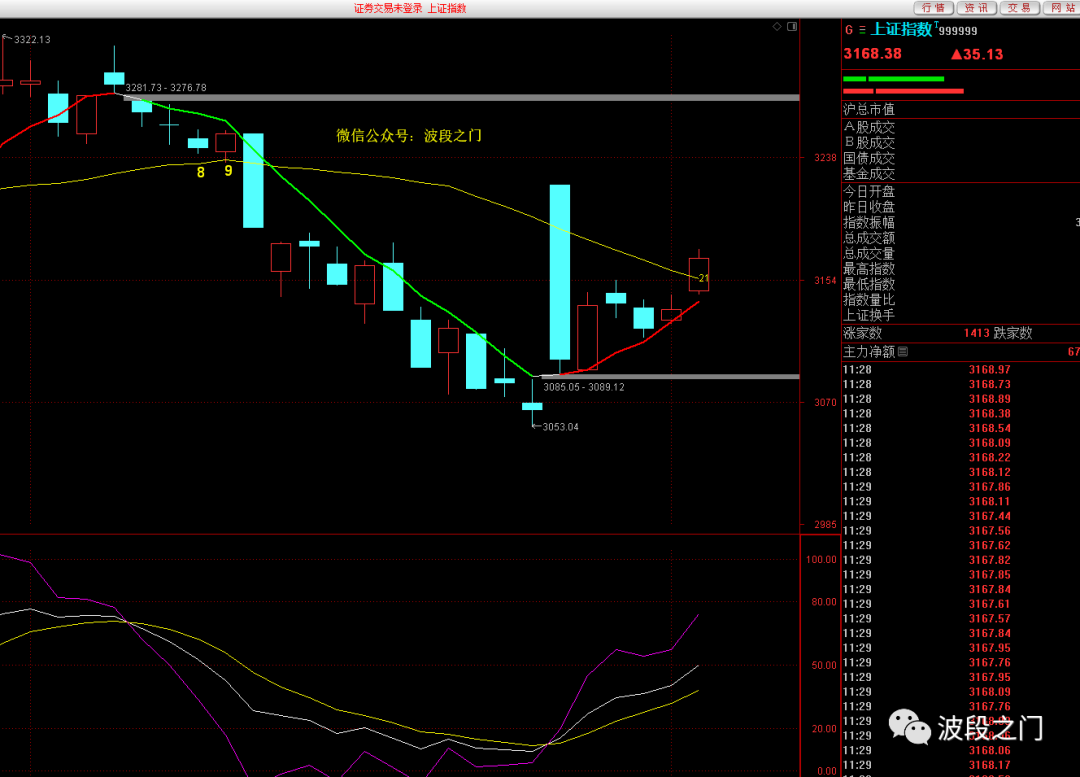 证券交易未登录 上证指数
行情 资讯 交易 网站
3322.13
3281.73 - 3276.78
微信公众号：波段之门
8 9
21
3085.05 - 3089.12
3053.04
3238
3154
3070
2985
100.00
80.00
50.00
20.00
0.00
G 上证指数 T 999999
3168.38 ▲35.13
沪总市值
A股成交
B股成交
国债成交
基金成交
今日开盘
昨日收盘
指数振幅 3
总成交额
总成交量
最高指数
最低指数
指数量比
上证换手
涨家数 1413 跌家数
主力净额 67
11:28 3168.97
11:28 3168.73
11:28 3168.89
11:28 3168.38
11:28 3168.54
11:28 3168.09
11:28 3168.22
11:28 3168.12
11:29 3167.86
11:29 3168.11
11:29 3167.44
11:29 3167.56
11:29 3167.62
11:29 3167.82
11:29 3167.85
11:29 3167.84
11:29 3167.61
11:29 3167.57
11:29 3167.84
11:29 3167.95
11:29 3167.76
11:29 3167.95
11:29 3168.09
11:29 3167.76
11:29
11:29
11:29 3168.06
11:29 3168.17
波段之门